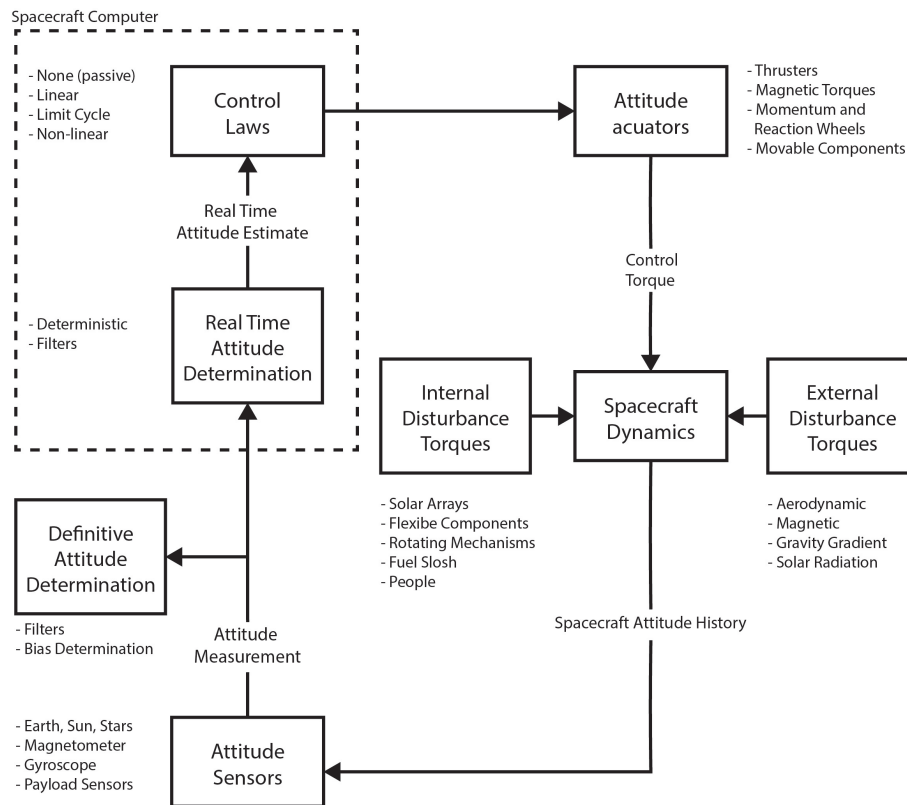 Spacecraft Computer
- None (passive)
- Linear
- Limit Cycle
- Non-linear
Control
Laws
Attitude
acuators
- Thrusters
- Magnetic Torques
- Momentum and
Reaction Wheels
- Movable Components
Real Time
Attitude Estimate
Control
Torque
- Deterministic
- Filters
Real Time
Attitude
Determination
Internal
Disturbance
Torques
Spacecraft
Dynamics
External
Disturbance
Torques
- Solar Arrays
- Flexibe Components
- Rotating Mechanisms
- Fuel Slosh
- People
- Aerodynamic
- Magnetic
- Gravity Gradient
- Solar Radiation
Definitive
Attitude
Determination
- Filters
- Bias Determination
Attitude
Measurement
Spacecraft Attitude History
- Earth, Sun, Stars
- Magnetometer
- Gyroscope
- Payload Sensors
Attitude
Sensors